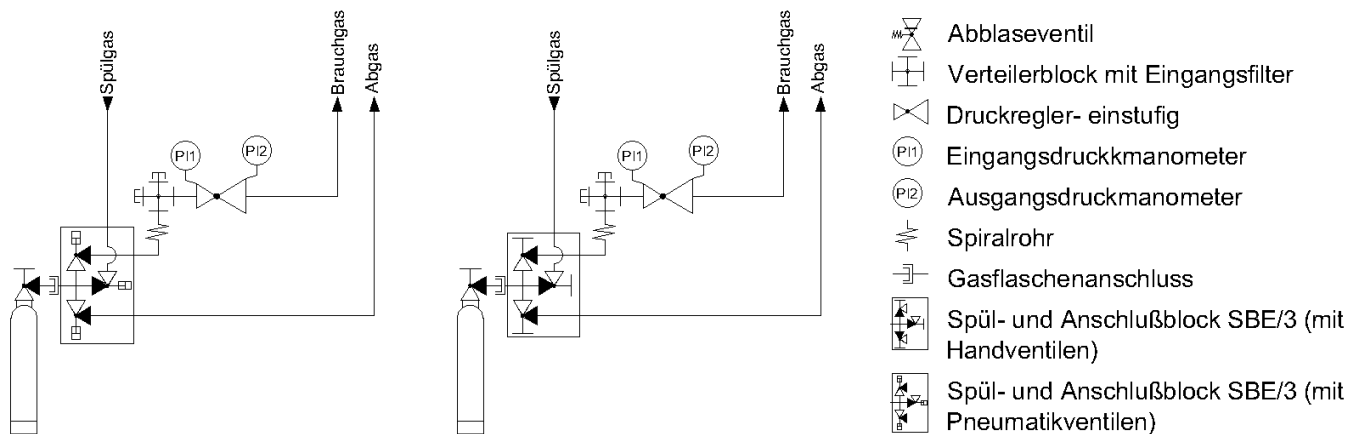 Spülgas
Brauchgas
Abgas
PI1
PI2
Spülgas
Brauchgas
Abgas
PI1
PI2
Abblaseventil
Verteilerblock mit Eingangsfilter
Druckregler- einstufig
PI1 Eingangsdruckkmanometer
PI2 Ausgangsdruckmanometer
Spiralrohr
Gasflaschenanschluss
Spül- und Anschlußblock SBE/3 (mit
Handventilen)
Spül- und Anschlußblock SBE/3 (mit
Pneumatikventilen)